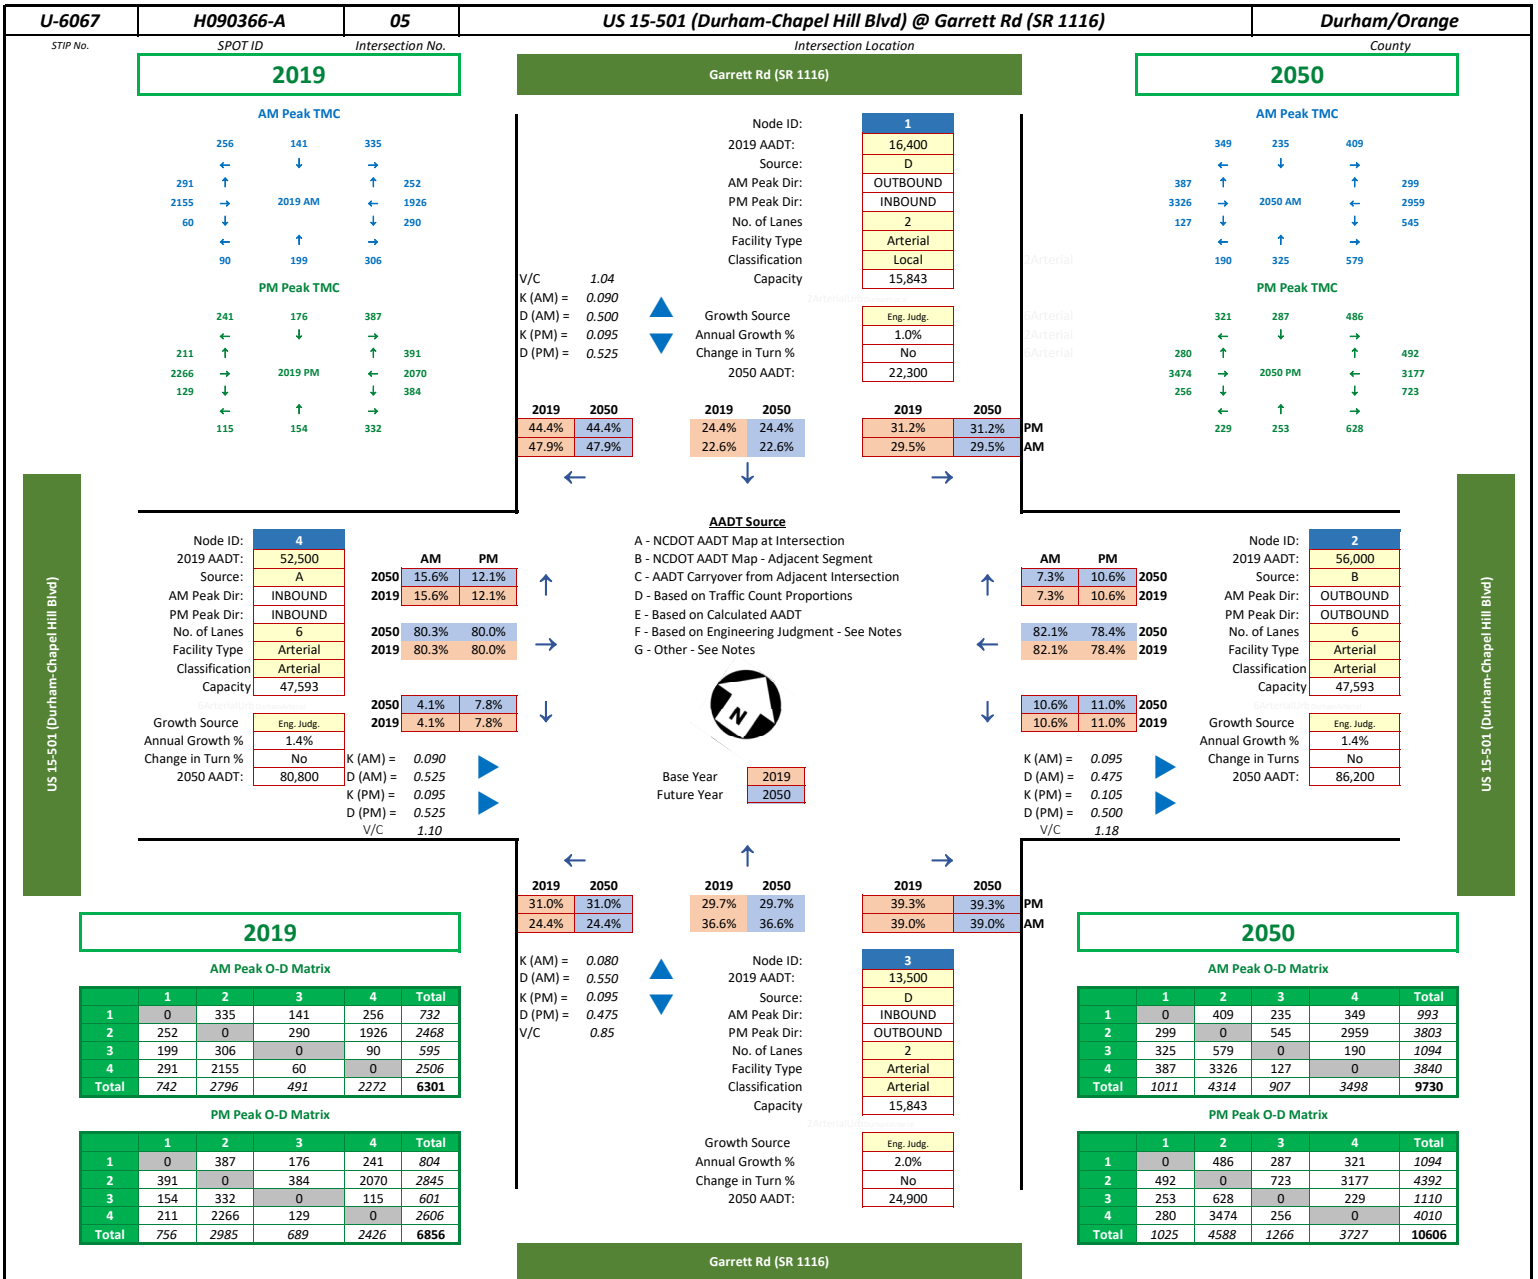 U-6067 H090366-A 05 US 15-501 (Durham-Chapel Hill Blvd) @ Garrett Rd (SR 1116) Durham/Orange
STIP No. SPOT ID Intersection No. Intersection Location County
2019
AM Peak TMC
256 141 335
← ↓ →
291 ↑ ↑ 252
2155 → 2019 AM ← 1926
60 ↓ ↓ 290
← ↑ →
90 199 306
PM Peak TMC
241 176 387
← ↓ →
211 ↑ ↑ 391
2266 → 2019 PM ← 2070
129 ↓ ↓ 384
← ↑ →
115 154 332
Garrett Rd (SR 1116)
Node ID: 1
2019 AADT: 16,400
Source: D
AM Peak Dir: OUTBOUND
PM Peak Dir: INBOUND
No. of Lanes 2
Facility Type Arterial
Classification Local
Capacity 15,843
V/C 1.04
K (AM) = 0.090
D (AM) = 0.500
K (PM) = 0.095
D (PM) = 0.525
Growth Source Eng. Judg.
Annual Growth % 1.0%
Change in Turn % No
2050 AADT: 22,300
2Arterial
6Arterial
2Arterial
6Arterial
2050
AM Peak TMC
349 235 409
← ↓ →
387 ↑ ↑ 299
3326 → 2050 AM ← 2959
127 ↓ ↓ 545
← ↑ →
190 325 579
PM Peak TMC
321 287 486
← ↓ →
280 ↑ ↑ 492
3474 → 2050 PM ← 3177
256 ↓ ↓ 723
← ↑ →
229 253 628
2019 2050 2019 2050 2019 2050
44.4% 44.4% 24.4% 24.4% 31.2% 31.2% PM
47.9% 47.9% 22.6% 22.6% 29.5% 29.5% AM
← ↓ →
US 15-501 (Durham-Chapel Hill Blvd)
Node ID: 4
2019 AADT: 52,500
Source: A
AM Peak Dir: INBOUND
PM Peak Dir: INBOUND
No. of Lanes 6
Facility Type Arterial
Classification Arterial
Capacity 47,593
Growth Source Eng. Judg.
Annual Growth % 1.4%
Change in Turn % No
2050 AADT: 80,800
AM PM
2050 15.6% 12.1% ↑
2019 15.6% 12.1%
2050 80.3% 80.0% →
2019 80.3% 80.0%
2050 4.1% 7.8% ↓
2019 4.1% 7.8%
K (AM) = 0.090
D (AM) = 0.525
K (PM) = 0.095
D (PM) = 0.525
V/C 1.10
AADT Source
A - NCDOT AADT Map at Intersection
B - NCDOT AADT Map - Adjacent Segment
C - AADT Carryover from Adjacent Intersection
D - Based on Traffic Count Proportions
E - Based on Calculated AADT
F - Based on Engineering Judgment - See Notes
G - Other - See Notes
N
Base Year 2019
Future Year 2050
AM PM
↑ 7.3% 10.6% 2050
7.3% 10.6% 2019
← 82.1% 78.4% 2050
82.1% 78.4% 2019
↓ 10.6% 11.0% 2050
10.6% 11.0% 2019
K (AM) = 0.095
D (AM) = 0.475
K (PM) = 0.105
D (PM) = 0.500
V/C 1.18
Node ID: 2
2019 AADT: 56,000
Source: B
AM Peak Dir: OUTBOUND
PM Peak Dir: OUTBOUND
No. of Lanes 6
Facility Type Arterial
Classification Arterial
Capacity 47,593
Growth Source Eng. Judg.
Annual Growth % 1.4%
Change in Turns No
2050 AADT: 86,200
US 15-501 (Durham-Chapel Hill Blvd)
← ↑ →
2019 2050 2019 2050 2019 2050
31.0% 31.0% 29.7% 29.7% 39.3% 39.3% PM
24.4% 24.4% 36.6% 36.6% 39.0% 39.0% AM
K (AM) = 0.080
D (AM) = 0.550
K (PM) = 0.095
D (PM) = 0.475
V/C 0.85
Node ID: 3
2019 AADT: 13,500
Source: D
AM Peak Dir: INBOUND
PM Peak Dir: OUTBOUND
No. of Lanes 2
Facility Type Arterial
Classification Arterial
Capacity 15,843
Growth Source Eng. Judg.
Annual Growth % 2.0%
Change in Turn % No
2050 AADT: 24,900
Garrett Rd (SR 1116)
2019
AM Peak O-D Matrix
1 2 3 4 Total
1 0 335 141 256 732
2 252 0 290 1926 2468
3 199 306 0 90 595
4 291 2155 60 0 2506
Total 742 2796 491 2272 6301
PM Peak O-D Matrix
1 2 3 4 Total
1 0 387 176 241 804
2 391 0 384 2070 2845
3 154 332 0 115 601
4 211 2266 129 0 2606
Total 756 2985 689 2426 6856
2050
AM Peak O-D Matrix
1 2 3 4 Total
1 0 409 235 349 993
2 299 0 545 2959 3803
3 325 579 0 190 1094
4 387 3326 127 0 3840
Total 1011 4314 907 3498 9730
PM Peak O-D Matrix
1 2 3 4 Total
1 0 486 287 321 1094
2 492 0 723 3177 4392
3 253 628 0 229 1110
4 280 3474 256 0 4010
Total 1025 4588 1266 3727 10606